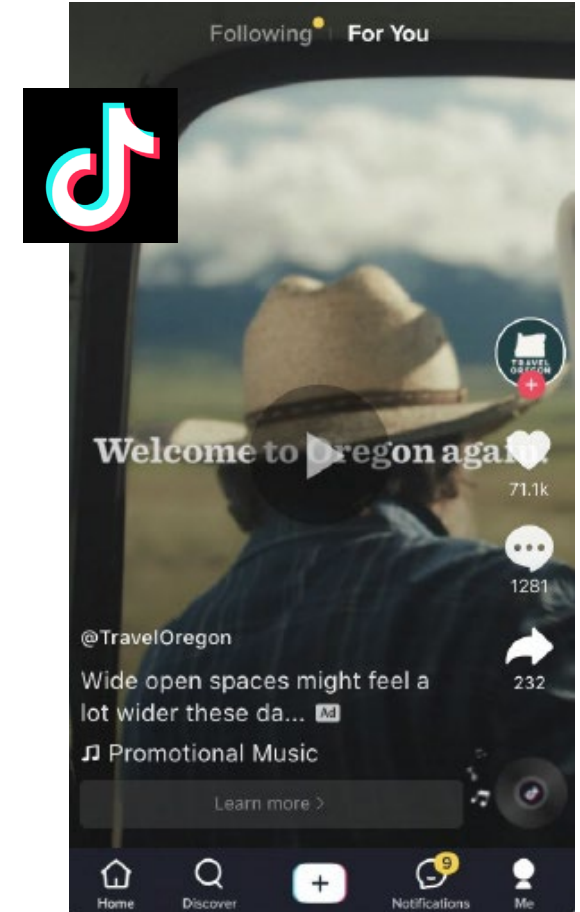 Following For You
TRAVEL
OREGON
Welcome to Oregon again.
71.1k
1281
@TravelOregon
232
Wide open spaces might feel a
lot wider these da... Ad
Promotional Music
Learn more >
9
Home Discover Notifications Me